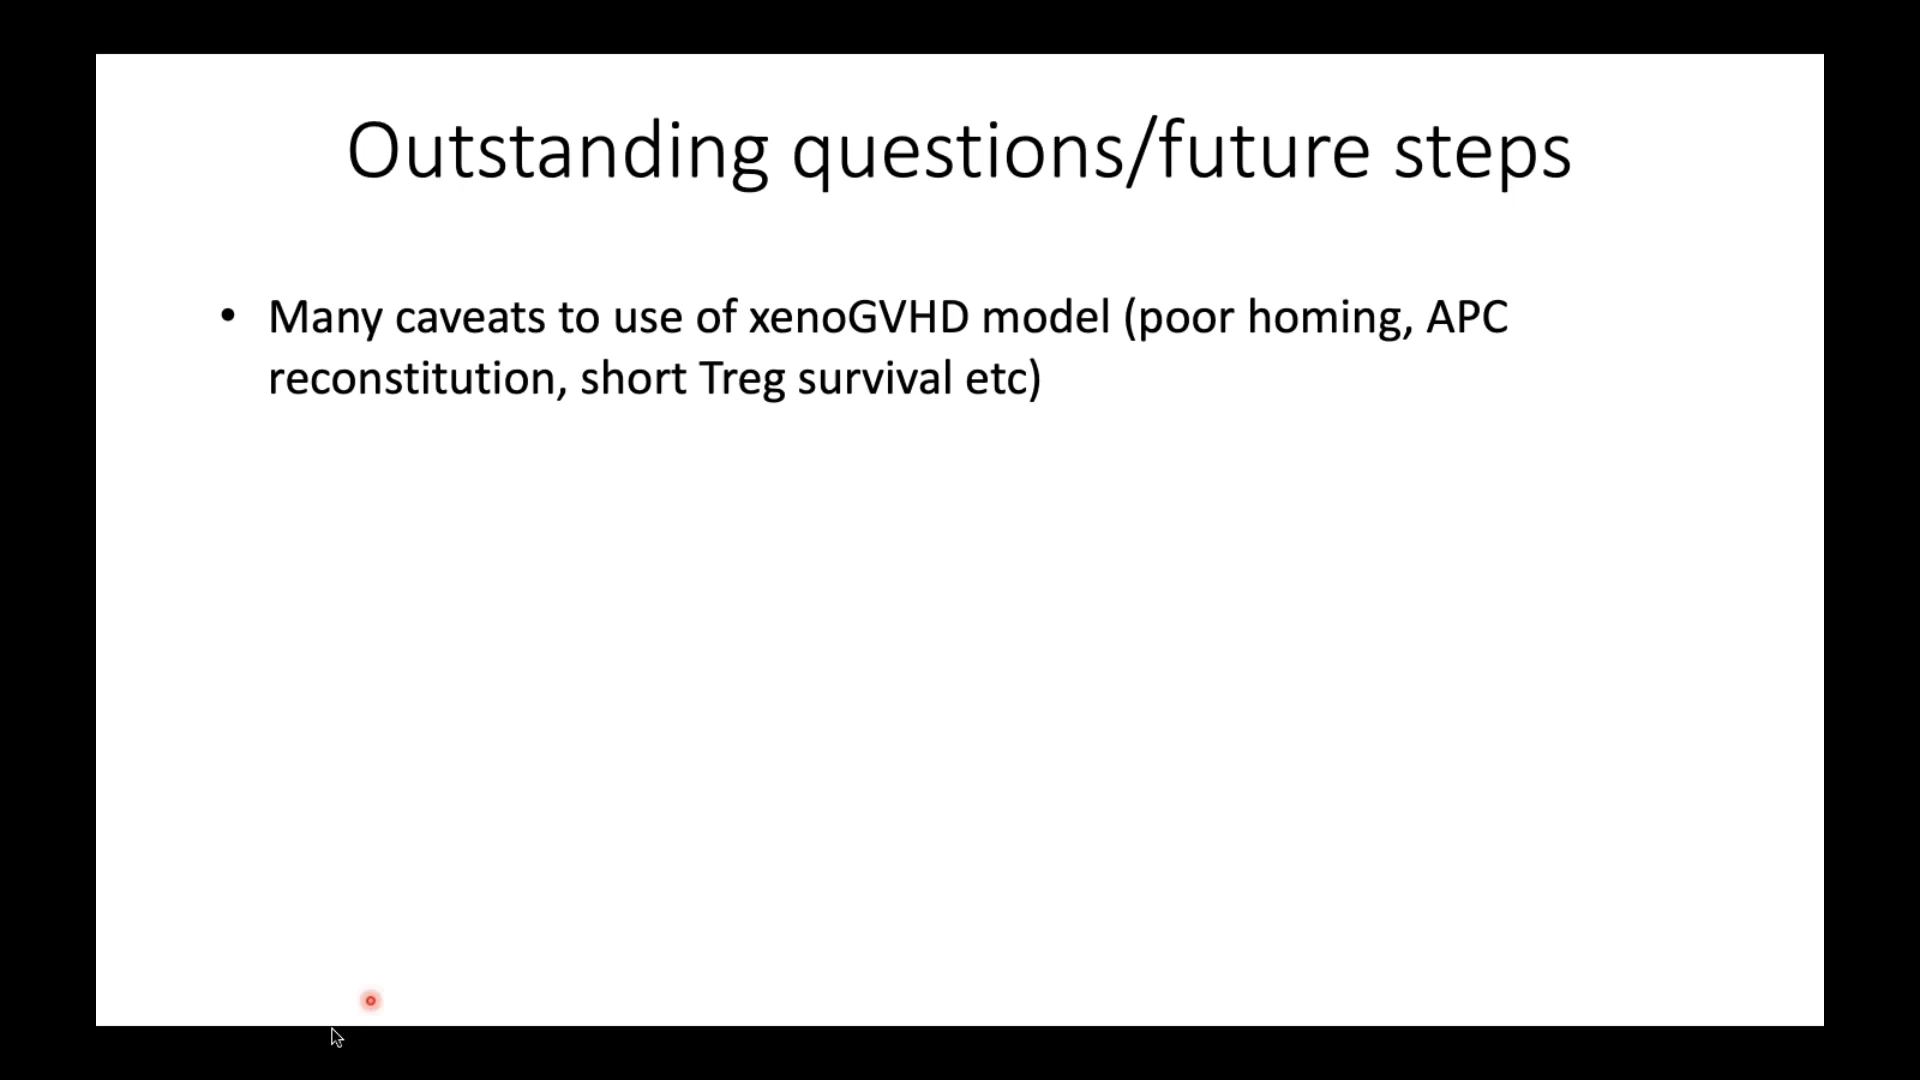 Outstanding questions/future steps
• Many caveats to use of xenoGVHD model (poor homing, APC
reconstitution, short Treg survival etc)